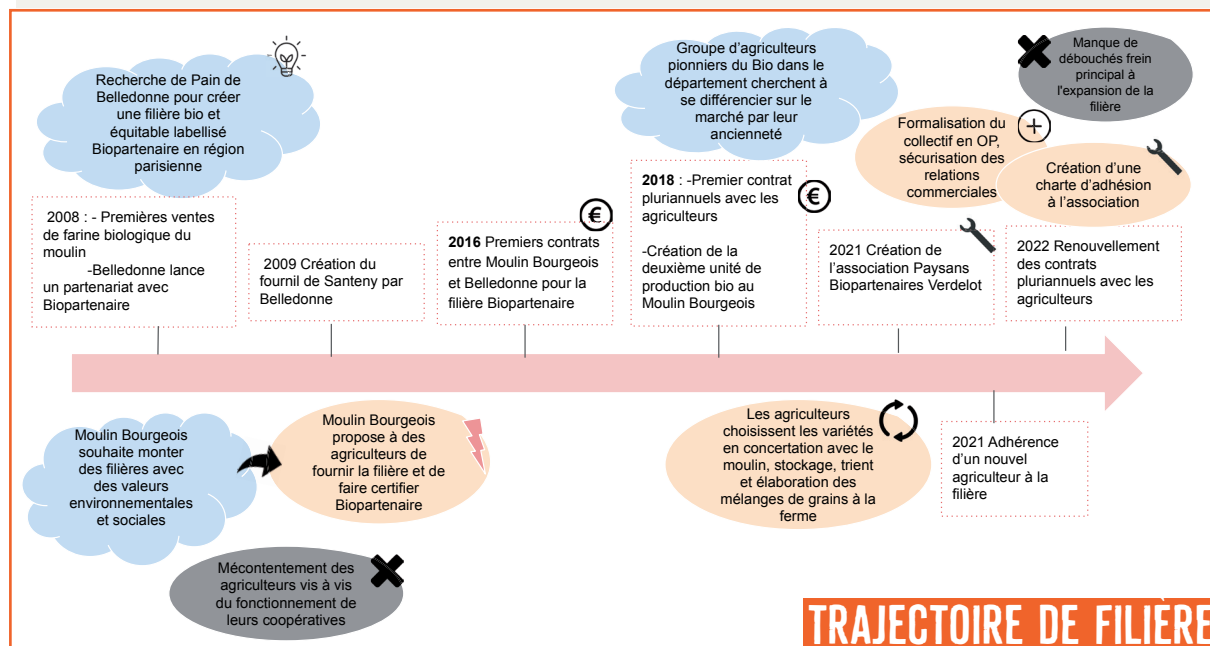 Recherche de Pain de
Belledonne pour créer
une filière bio et
équitable labellisé
Biopartenaire en région
parisienne
Groupe d'agriculteurs
pionniers du Bio dans le
département cherchent à
se différencier sur le
marché par leur
ancienneté
Manque de
débouchés frein
principal à
l'expansion de la
filière
Formalisation du
collectif en OP,
sécurisation des
relations
commerciales
Création d'une
charte d'adhésion
à l'association
2008 : - Premières ventes
de farine biologique du
moulin
-Belledonne lance
un partenariat avec
Biopartenaire
2009 Création du
fournil de Santeny par
Belledonne
€
2016 Premiers contrats
entre Moulin Bourgeois
et Belledonne pour la
filière Biopartenaire
€
2018 : -Premier contrat
pluriannuels avec les
agriculteurs
-Création de la
deuxième unité de
production bio au
Moulin Bourgeois
2021 Création de
l'association Paysans
Biopartenaires Verdelot
2022 Renouvellement
des contrats
pluriannuels avec les
agriculteurs
Moulin Bourgeois
souhaite monter
des filières avec
des valeurs
environnementales
et sociales
Moulin Bourgeois
propose à des
agriculteurs de
fournir la filière et de
faire certifier
Biopartenaire
Mécontentement des
agriculteurs vis à vis
du fonctionnement de
leurs coopératives
Les agriculteurs
choisissent les variétés
en concertation avec le
moulin, stockage, trient
et élaboration des
mélanges de grains à la
ferme
2021 Adhérence
d'un nouvel
agriculteur à la
filière
TRAJECTOIRE DE FILIÈRE